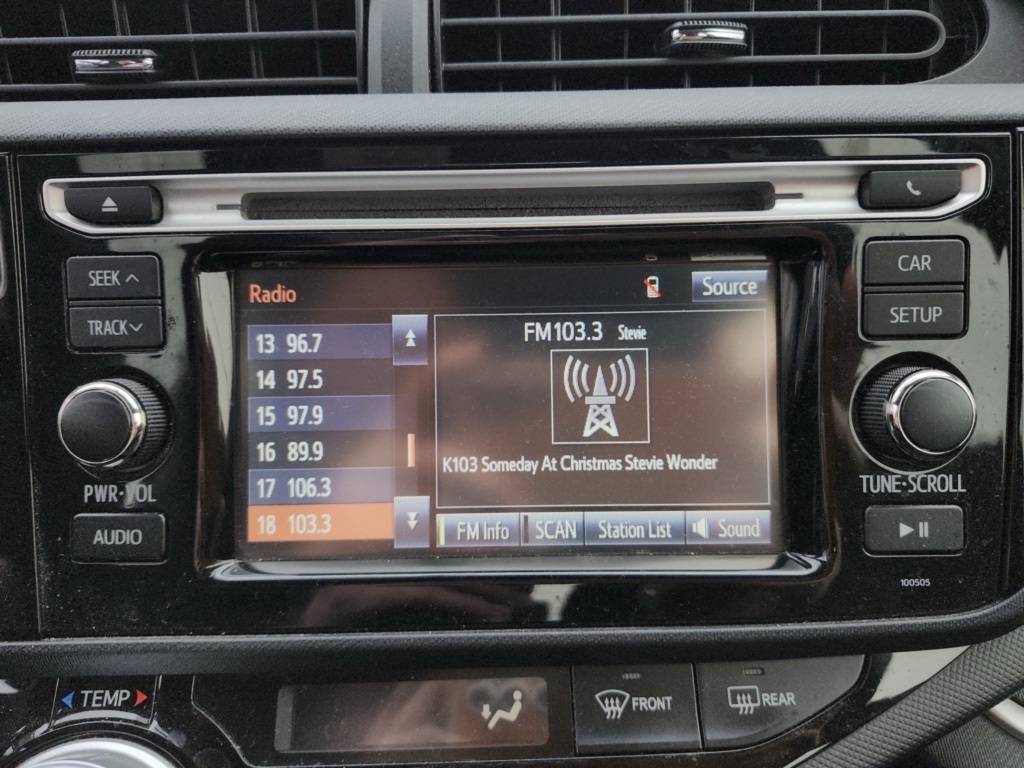 SEEK
TRACK
PWR•VOL
AUDIO
Radio
Source
13 96.7
14 97.5
15 97.9
16 89.9
17 106.3
18 103.3
FM103.3 Stevie
K103 Someday At Christmas Stevie Wonder
FM Info
SCAN
Station List
Sound
CAR
SETUP
TUNE•SCROLL
100505
TEMP
FRONT
REAR